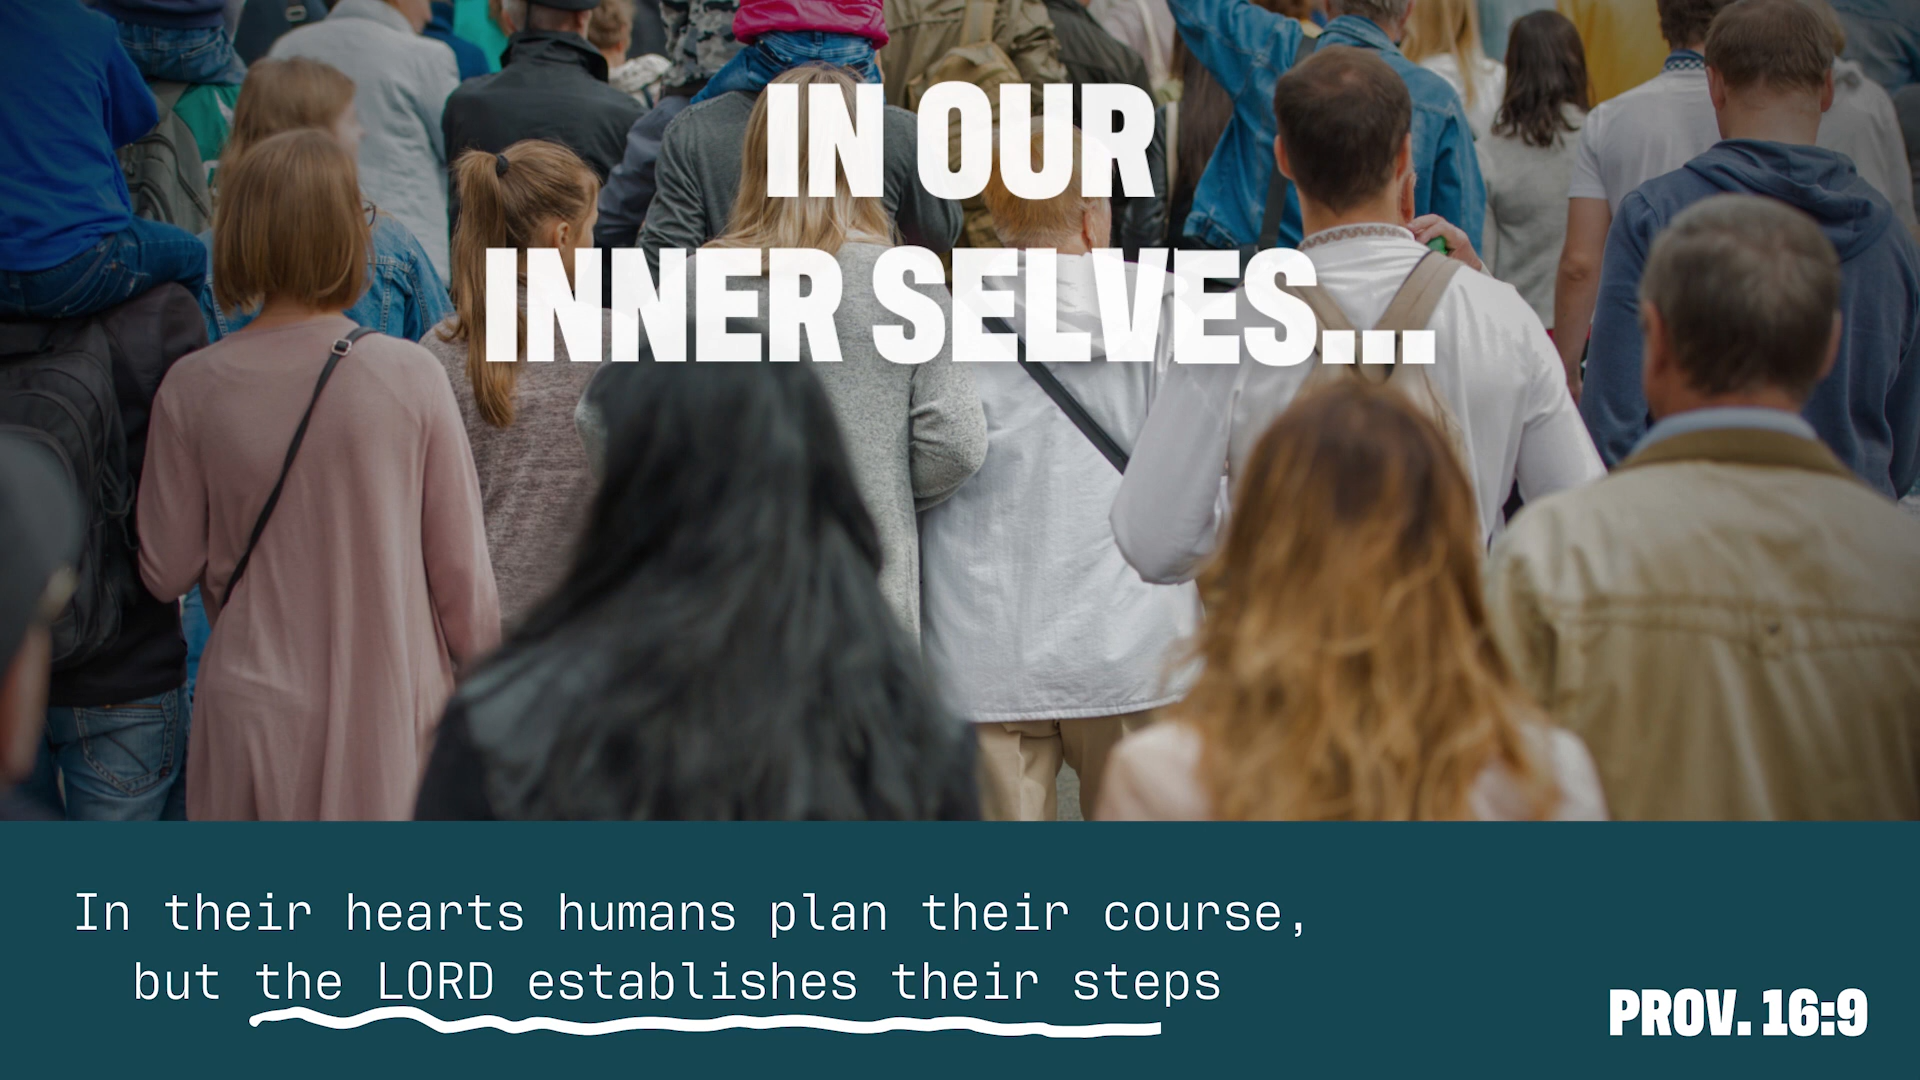 IN OUR
INNER SELVES...
In their hearts humans plan their course,
but the LORD establishes their steps
PROV. 16:9